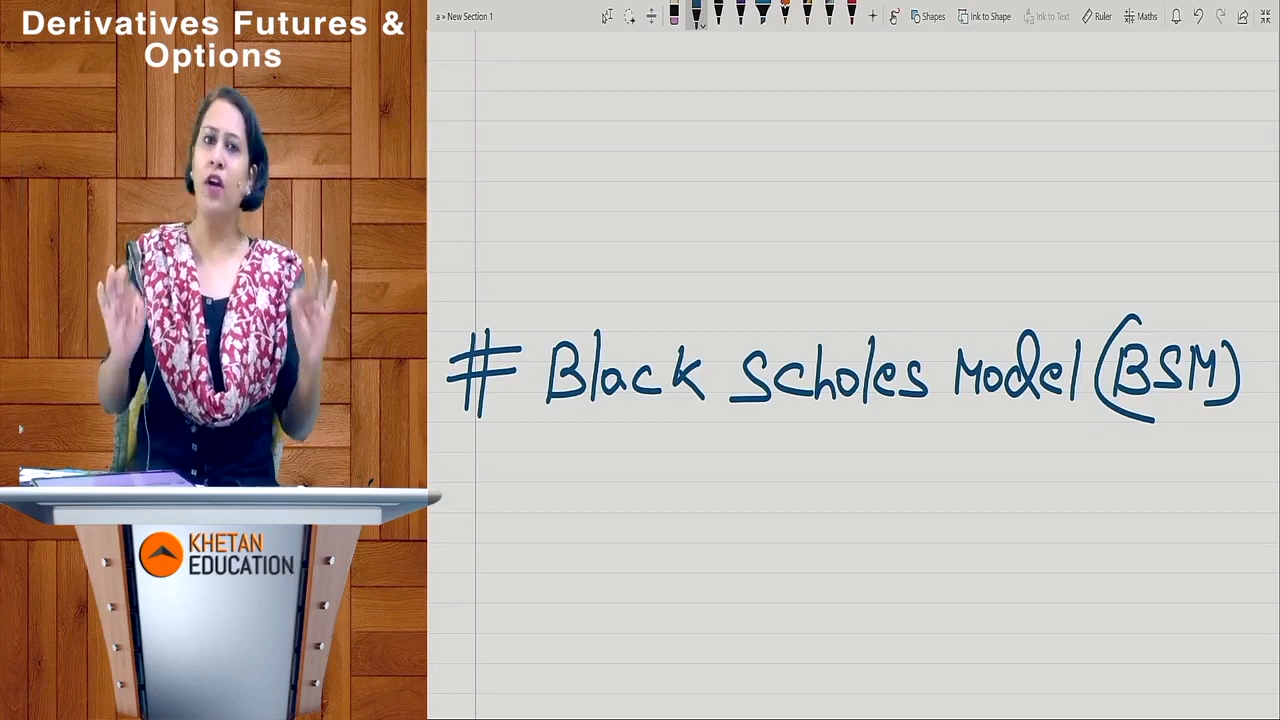 Derivatives Futures &
Options
a » New Section 1
Shapes
Ink to Shape
Ink to Text
Ruler
Maths
# Black Scholes Model (BSM)
KHETAN
EDUCATION